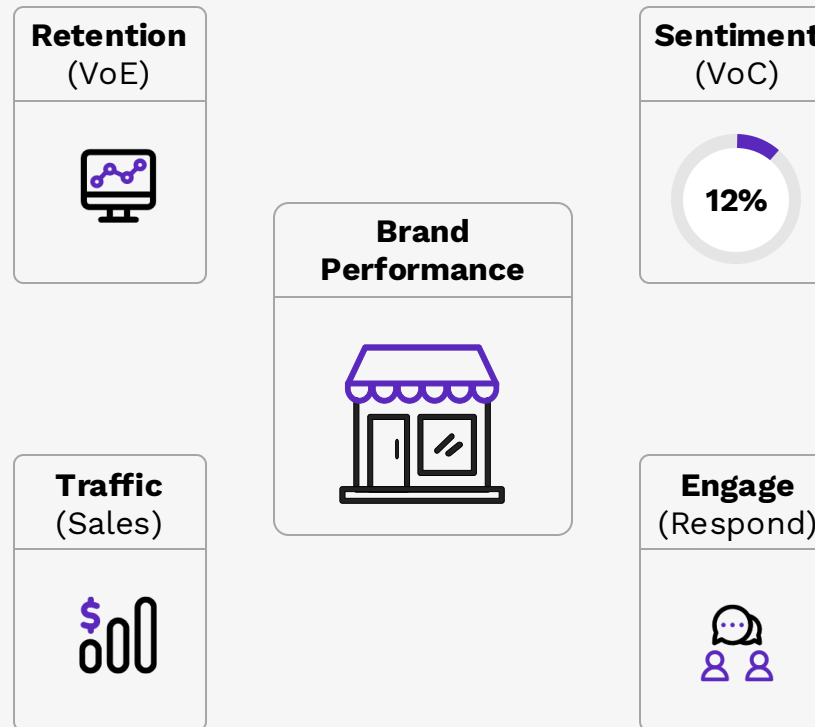 Retention
(VoE)
Sentiment
(VoC)
12%
Brand
Performance
Traffic
(Sales)
$
Engage
(Respond)